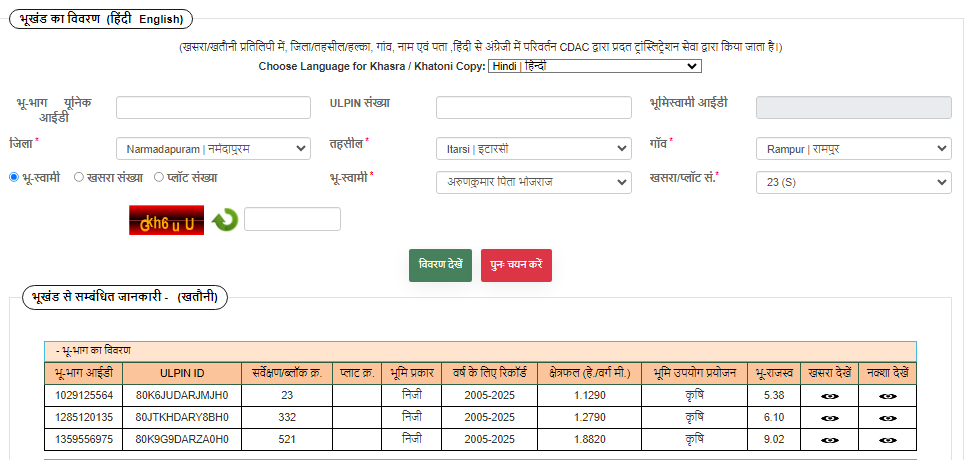 भूखंड का विवरण (हिंदी English)
(खसरा/खतौनी प्रतिलिपी में, जिला/तहसील/हल्का, गांव, नाम एवं पता ,हिंदी से अंग्रेजी में परिवर्तन CDAC द्वारा प्रदत ट्रांस्लिट्रेशन सेवा द्वारा किया जाता है।)
Choose Language for Khasra / Khatoni Copy: Hindi | हिन्दी
भू-भाग यूनिक आईडी ULPIN संख्या भूमिस्वामी आईडी
जिला * Narmadapuram | नर्मदापुरम तहसील * Itarsi | इटारसी गाँव * Rampur | रामपुर
भू-स्वामी खसरा संख्या प्लॉट संख्या भू-स्वामी * अरुणकुमार पिता भोजराज खसरा/प्लॉट सं.* 23 (S)
Gkh6 u U
विवरण देखें पुनः चयन करें
भूखंड से सम्बंधित जानकारी - (खतौनी)
- भू-भाग का विवरण
भू-भाग आईडी ULPIN ID सर्वेक्षण/ब्लॉक क्र. प्लाट क्र. भूमि प्रकार वर्ष के लिए रिकॉर्ड क्षेत्रफल (हे./वर्ग मी.) भूमि उपयोग प्रयोजन भू-राजस्व खसरा देखें नक्शा देखें
1029125564 80K6JUDARJMJH0 23 निजी 2005-2025 1.1290 कृषि 5.38
1285120135 80JTKHDARY8BH0 332 निजी 2005-2025 1.2790 कृषि 6.10
1359556975 80K9G9DARZA0H0 521 निजी 2005-2025 1.8820 कृषि 9.02